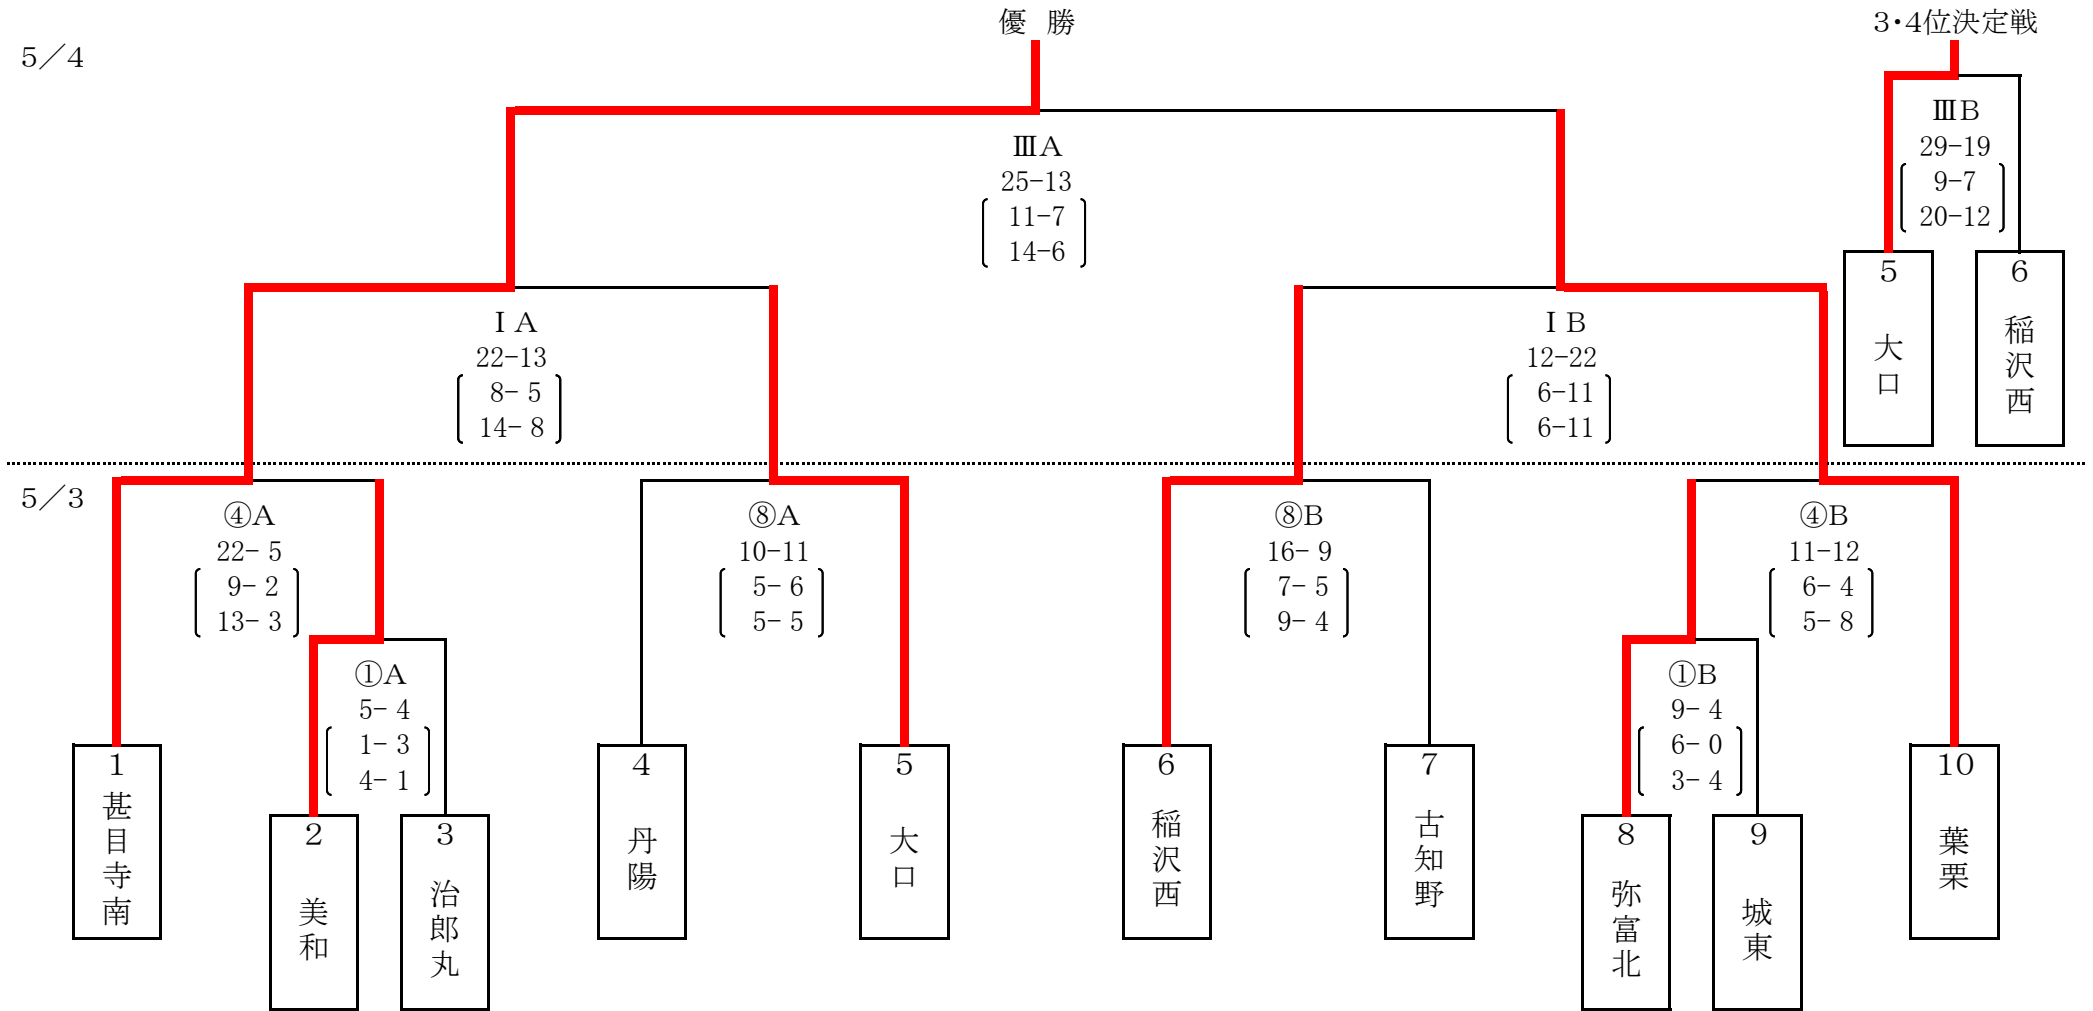 優 勝
3・4位決定戦
5／4
ⅢB
29-19
9-7
20-12
ⅢA
25-13
11-7
14-6
5
大口
6
稲沢西
ⅠA
22-13
8- 5
14- 8
ⅠB
12-22
6-11
6-11
5／3
④A
22- 5
9- 2
13- 3
⑧A
10-11
5- 6
5- 5
⑧B
16- 9
7- 5
9- 4
④B
11-12
6- 4
5- 8
①A
5- 4
1- 3
4- 1
①B
9- 4
6- 0
3- 4
1
甚目寺南
2
美和
3
治郎丸
4
丹陽
5
大口
6
稲沢西
7
古知野
8
弥富北
9
城東
10
葉栗